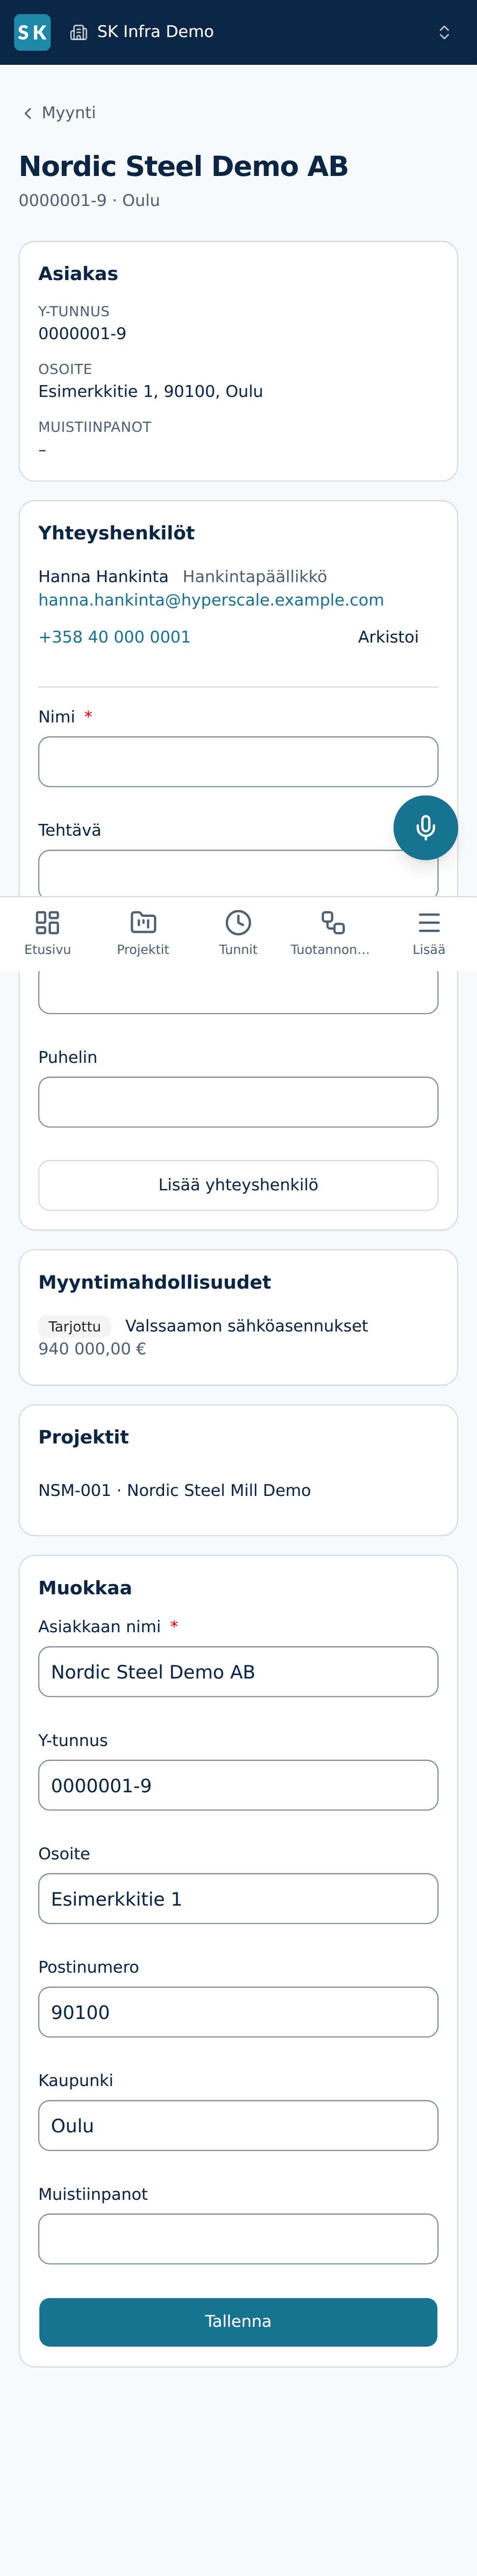 SK SK Infra Demo
Myynti
Nordic Steel Demo AB
0000001-9 · Oulu
Asiakas
Y-TUNNUS
0000001-9
OSOITE
Esimerkkitie 1, 90100, Oulu
MUISTIINPANOT
–
Yhteyshenkilöt
Hanna Hankinta Hankintapäällikkö
hanna.hankinta@hyperscale.example.com
+358 40 000 0001 Arkistoi
Nimi *
Tehtävä
Etusivu Projektit Tunnit Tuotannon... Lisää
Puhelin
Lisää yhteyshenkilö
Myyntimahdollisuudet
Tarjottu Valssaamon sähköasennukset
940 000,00 €
Projektit
NSM-001 · Nordic Steel Mill Demo
Muokkaa
Asiakkaan nimi *
Nordic Steel Demo AB
Y-tunnus
0000001-9
Osoite
Esimerkkitie 1
Postinumero
90100
Kaupunki
Oulu
Muistiinpanot
Tallenna